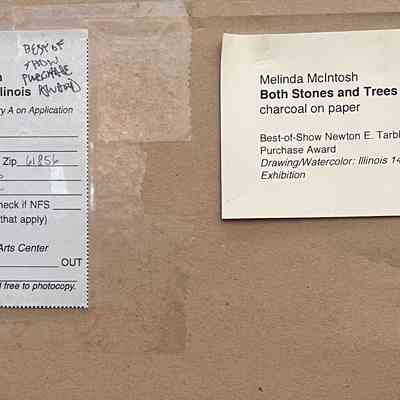 BEST OF
SHOW
PURCHASE
AWARD
llinois
ry A on Application
Zip 61856
heck if NFS
that apply)
Arts Center
OUT
l free to photocopy.
Melinda McIntosh
Both Stones and Trees
charcoal on paper
Best-of-Show Newton E. Tarbl
Purchase Award
Drawing/Watercolor: Illinois 14
Exhibition